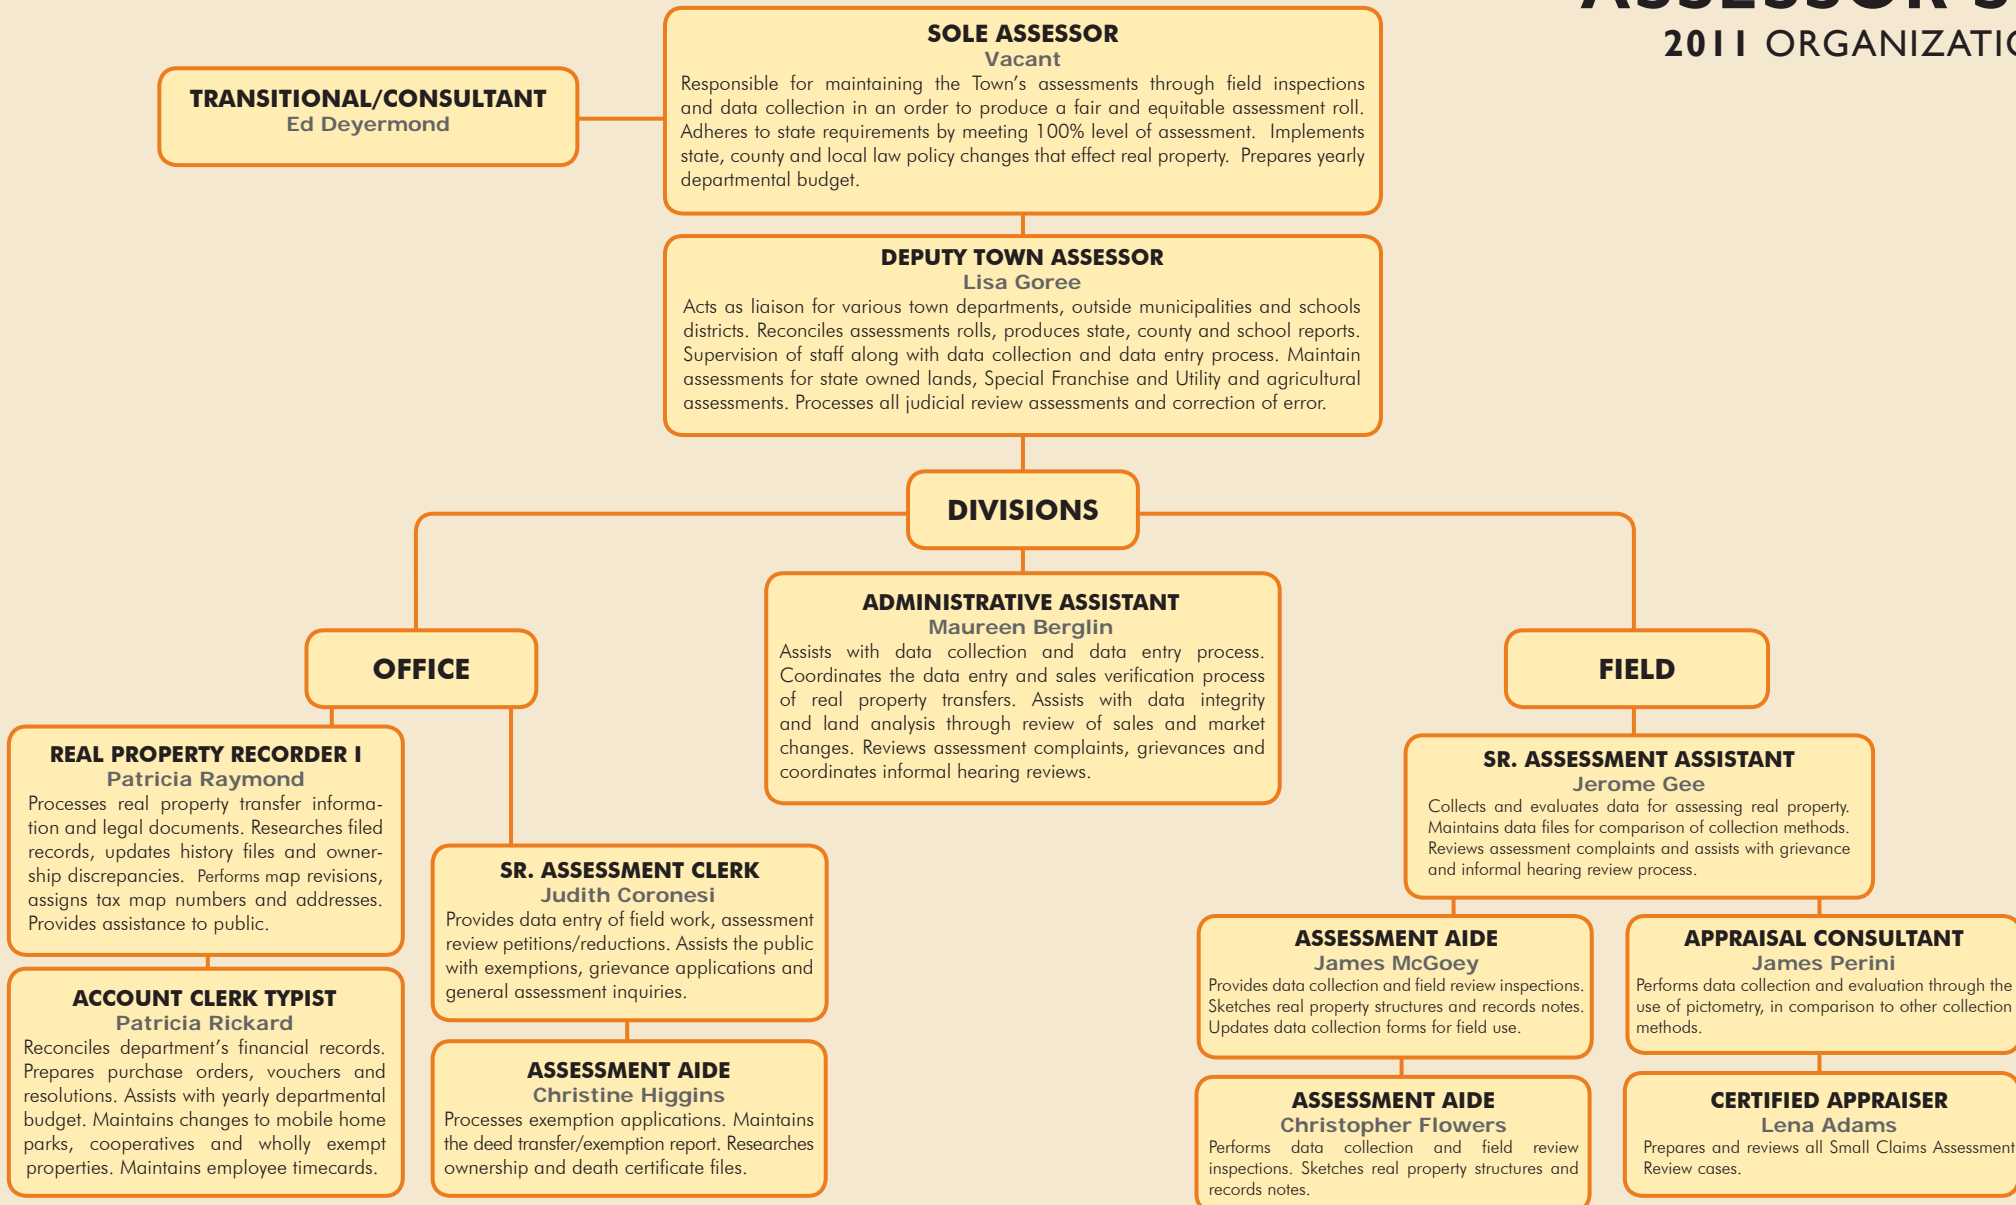 ASSESSOR'S
2011 ORGANIZATIO
SOLE ASSESSOR
Vacant
Responsible for maintaining the Town's assessments through field inspections
and data collection in an order to produce a fair and equitable assessment roll.
Adheres to state requirements by meeting 100% level of assessment. Implements
state, county and local law policy changes that effect real property. Prepares yearly
departmental budget.
TRANSITIONAL/CONSULTANT
Ed Deyermond
DEPUTY TOWN ASSESSOR
Lisa Goree
Acts as liaison for various town departments, outside municipalities and schools
districts. Reconciles assessments rolls, produces state, county and school reports.
Supervision of staff along with data collection and data entry process. Maintain
assessments for state owned lands, Special Franchise and Utility and agricultural
assessments. Processes all judicial review assessments and correction of error.
DIVISIONS
ADMINISTRATIVE ASSISTANT
Maureen Berglin
Assists with data collection and data entry process.
Coordinates the data entry and sales verification process
of real property transfers. Assists with data integrity
and land analysis through review of sales and market
changes. Reviews assessment complaints, grievances and
coordinates informal hearing reviews.
OFFICE
REAL PROPERTY RECORDER I
Patricia Raymond
Processes real property transfer informa-
tion and legal documents. Researches filed
records, updates history files and owner-
ship discrepancies. Performs map revisions,
assigns tax map numbers and addresses.
Provides assistance to public.
ACCOUNT CLERK TYPIST
Patricia Rickard
Reconciles department's financial records.
Prepares purchase orders, vouchers and
resolutions. Assists with yearly departmental
budget. Maintains changes to mobile home
parks, cooperatives and wholly exempt
properties. Maintains employee timecards.
SR. ASSESSMENT CLERK
Judith Coronesi
Provides data entry of field work, assessment
review petitions/reductions. Assists the public
with exemptions, grievance applications and
general assessment inquiries.
ASSESSMENT AIDE
Christine Higgins
Processes exemption applications. Maintains
the deed transfer/exemption report. Researches
ownership and death certificate files.
FIELD
SR. ASSESSMENT ASSISTANT
Jerome Gee
Collects and evaluates data for assessing real property.
Maintains data files for comparison of collection methods.
Reviews assessment complaints and assists with grievance
and informal hearing review process.
ASSESSMENT AIDE
James McGoey
Provides data collection and field review inspections.
Sketches real property structures and records notes.
Updates data collection forms for field use.
ASSESSMENT AIDE
Christopher Flowers
Performs data collection and field review
inspections. Sketches real property structures and
records notes.
APPRAISAL CONSULTANT
James Perini
Performs data collection and evaluation through the
use of pictometry, in comparison to other collection
methods.
CERTIFIED APPRAISER
Lena Adams
Prepares and reviews all Small Claims Assessment
Review cases.